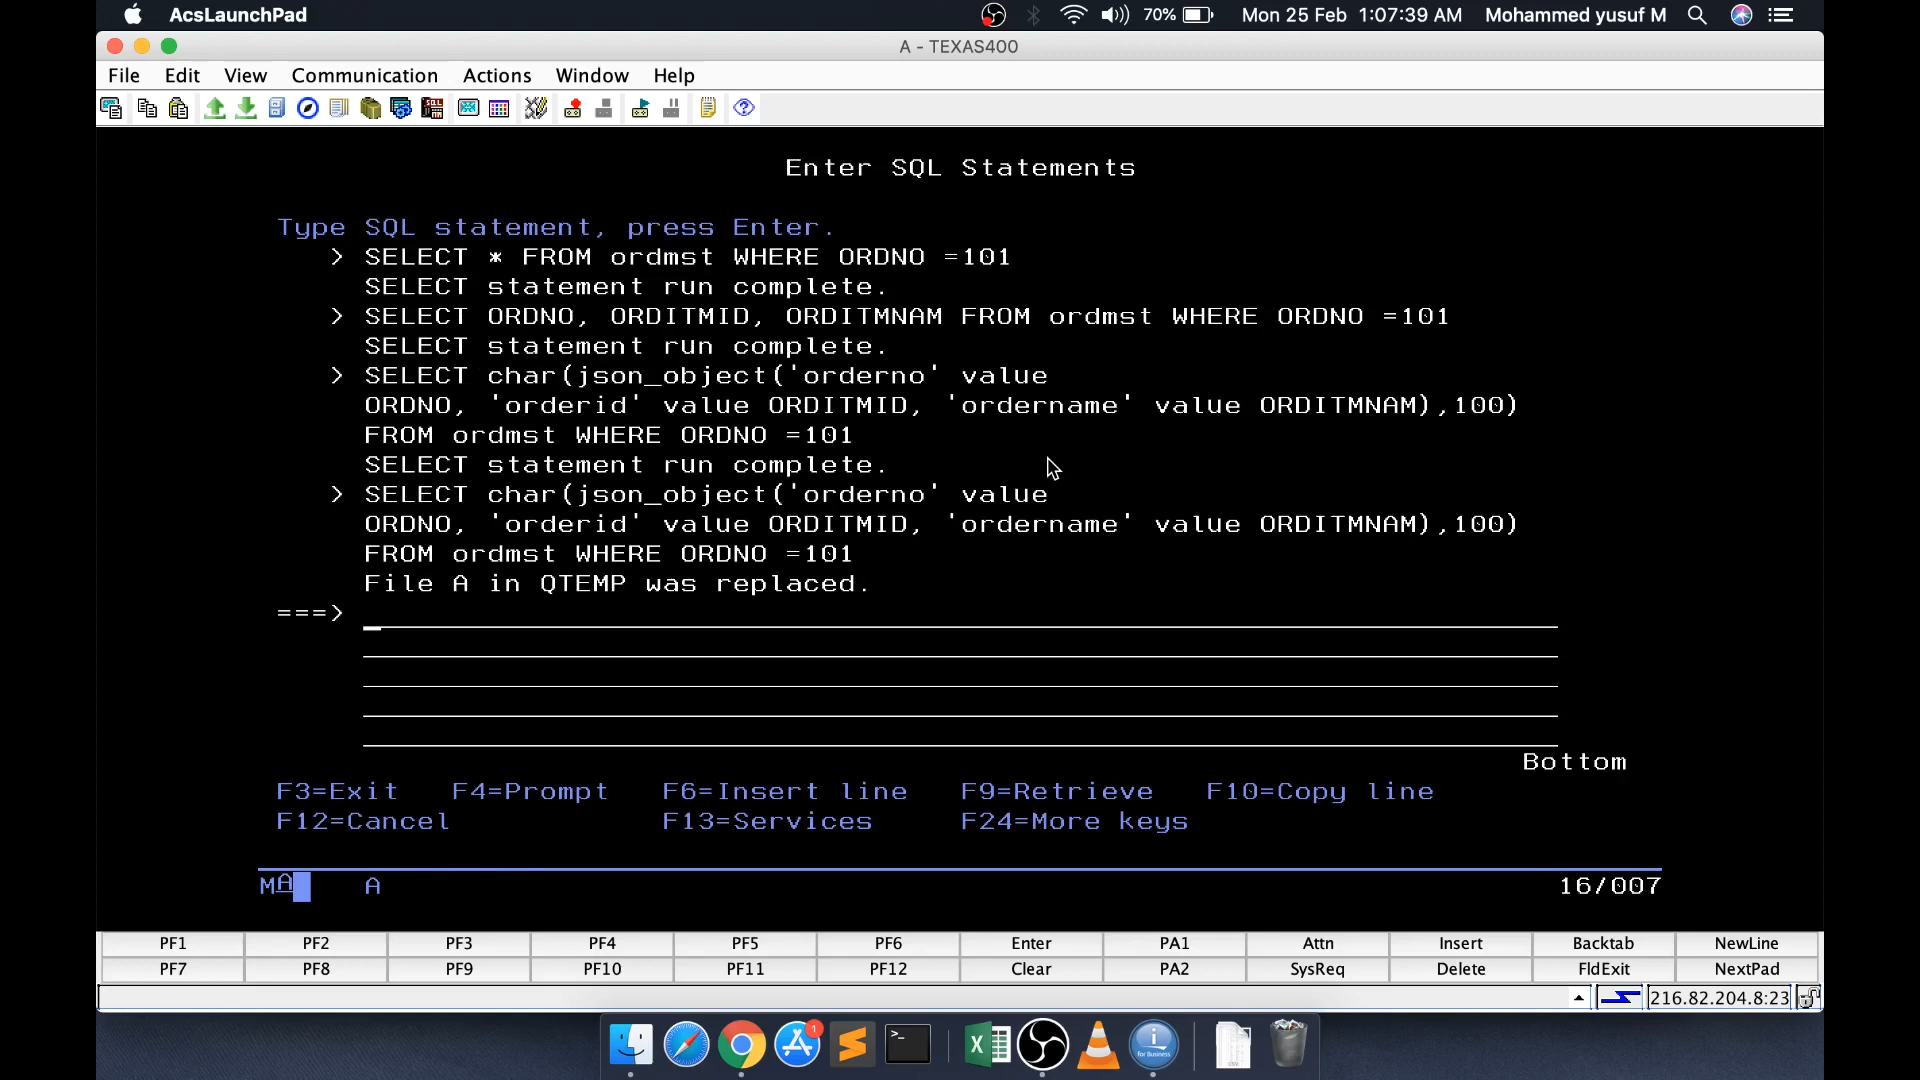 AcsLaunchPad 70% Mon 25 Feb 1:07:39 AM Mohammed yusuf M
A - TEXAS400
File Edit View Communication Actions Window Help
SQL
Enter SQL Statements
Type SQL statement, press Enter.
> SELECT * FROM ordmst WHERE ORDNO =101
SELECT statement run complete.
> SELECT ORDNO, ORDITMID, ORDITMNAM FROM ordmst WHERE ORDNO =101
SELECT statement run complete.
> SELECT char(json_object('orderno' value
ORDNO, 'orderid' value ORDITMID, 'ordername' value ORDITMNAM),100)
FROM ordmst WHERE ORDNO =101
SELECT statement run complete.
> SELECT char(json_object('orderno' value
ORDNO, 'orderid' value ORDITMID, 'ordername' value ORDITMNAM),100)
FROM ordmst WHERE ORDNO =101
File A in QTEMP was replaced.
===> _
Bottom
F3=Exit F4=Prompt F6=Insert line F9=Retrieve F10=Copy line
F12=Cancel F13=Services F24=More keys
MA A 16/007
PF1 PF2 PF3 PF4 PF5 PF6 Enter PA1 Attn Insert Backtab NewLine
PF7 PF8 PF9 PF10 PF11 PF12 Clear PA2 SysReq Delete FldExit NextPad
216.82.204.8:23
1
i
for Business